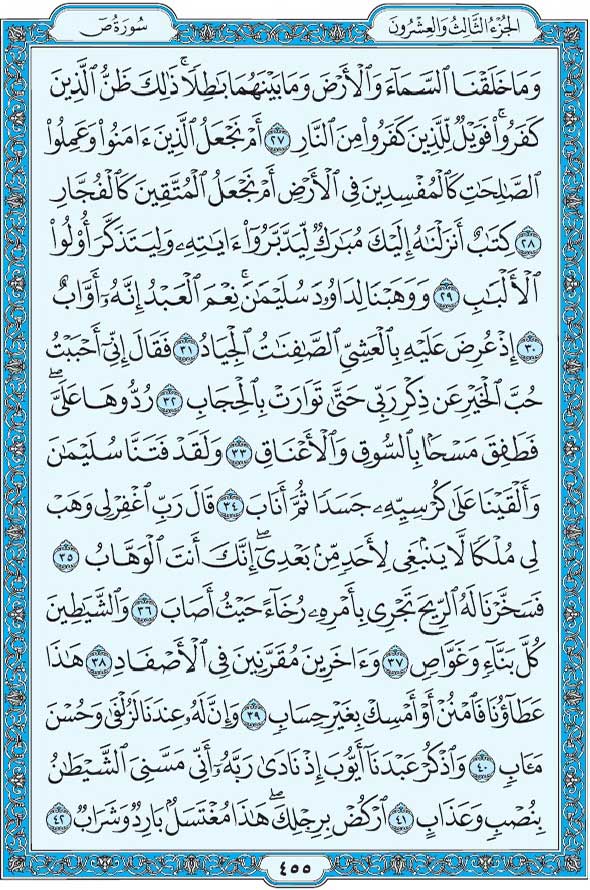 الجزء الثالث والعشرون
سورة ص
وَمَا خَلَقْنَا ٱلسَّمَآءَ وَٱلْأَرْضَ وَمَا بَيْنَهُمَا بَٰطِلًا ۚ ذَٰلِكَ ظَنُّ ٱلَّذِينَ
كَفَرُوا۟ ۚ فَوَيْلٌ لِّلَّذِينَ كَفَرُوا۟ مِنَ ٱلنَّارِ ٢٧ أَمْ نَجْعَلُ ٱلَّذِينَ ءَامَنُوا۟ وَعَمِلُوا۟
ٱلصَّٰلِحَٰتِ كَٱلْمُفْسِدِينَ فِى ٱلْأَرْضِ أَمْ نَجْعَلُ ٱلْمُتَّقِينَ كَٱلْفُجَّارِ
٢٨ كِتَٰبٌ أَنزَلْنَٰهُ إِلَيْكَ مُبَٰرَكٌ لِّيَدَّبَّرُوٓا۟ ءَايَٰتِهِۦ وَلِيَتَذَكَّرَ أُو۟لُوا۟
ٱلْأَلْبَٰبِ ٢٩ وَوَهَبْنَا لِدَاوُۥدَ سُلَيْمَٰنَ ۚ نِعْمَ ٱلْعَبْدُ إِنَّهُۥٓ أَوَّابٌ
٣٠ إِذْ عُرِضَ عَلَيْهِ بِٱلْعَشِىِّ ٱلصَّٰفِنَٰتُ ٱلْجِيَادُ ٣١ فَقَالَ إِنِّىٓ أَحْبَبْتُ
حُبَّ ٱلْخَيْرِ عَن ذِكْرِ رَبِّى حَتَّىٰ تَوَارَتْ بِٱلْحِجَابِ ٣٢ رُدُّوهَا عَلَىَّ ۖ
فَطَفِقَ مَسْحًۢا بِٱلسُّوقِ وَٱلْأَعْنَاقِ ٣٣ وَلَقَدْ فَتَنَّا سُلَيْمَٰنَ
وَأَلْقَيْنَا عَلَىٰ كُرْسِيِّهِۦ جَسَدًا ثُمَّ أَنَابَ ٣٤ قَالَ رَبِّ ٱغْفِرْ لِى وَهَبْ
لِى مُلْكًا لَّا يَنۢبَغِى لِأَحَدٍ مِّنۢ بَعْدِىٓ ۖ إِنَّكَ أَنتَ ٱلْوَهَّابُ ٣٥
فَسَخَّرْنَا لَهُ ٱلرِّيحَ تَجْرِى بِأَمْرِهِۦ رُخَآءً حَيْثُ أَصَابَ ٣٦ وَٱلشَّيَٰطِينَ
كُلَّ بَنَّآءٍ وَغَوَّاصٍ ٣٧ وَءَاخَرِينَ مُقَرَّنِينَ فِى ٱلْأَصْفَادِ ٣٨ هَٰذَا
عَطَآؤُنَا فَٱمْنُنْ أَوْ أَمْسِكْ بِغَيْرِ حِسَابٍ ٣٩ وَإِنَّ لَهُۥ عِندَنَا لَزُلْفَىٰ وَحُسْنَ
مَـَٔابٍ ٤٠ وَٱذْكُرْ عَبْدَنَآ أَيُّوبَ إِذْ نَادَىٰ رَبَّهُۥٓ أَنِّى مَسَّنِىَ ٱلشَّيْطَٰنُ
بِنُصْبٍ وَعَذَابٍ ٤١ ٱرْكُضْ بِرِجْلِكَ ۖ هَٰذَا مُغْتَسَلٌۢ بَارِدٌ وَشَرَابٌ ٤٢
٤٥٥